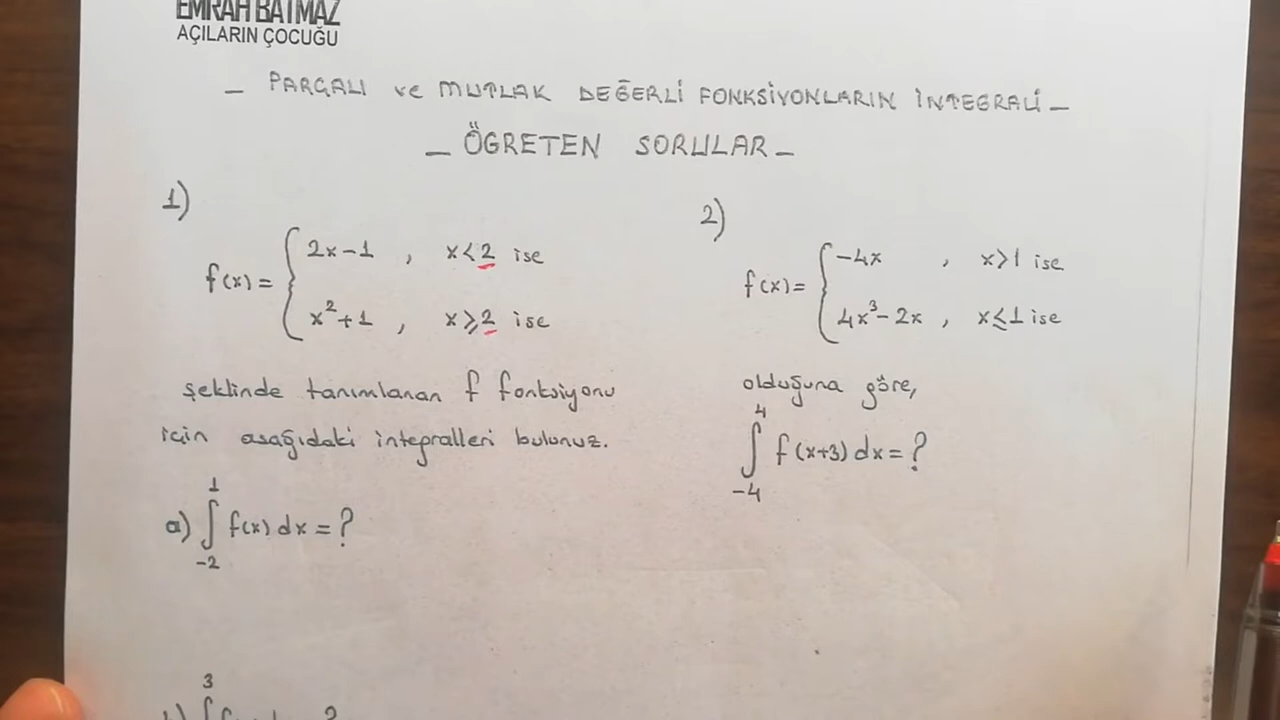 EMRAH BATMAZ
AÇILARIN ÇOCUĞU
_ PARÇALI ve MUTLAK DEĞERLİ FONKSİYONLARIN İNTEGRALİ _
_ ÖĞRETEN SORULAR _
1)
f(x) = { 2x-1 , x<2 ise
x²+1 , x≥2 ise
şeklinde tanımlanan f fonksiyonu
için aşağıdaki integralleri bulunuz.
a) ∫₋₂¹ f(x) dx = ?
3
2)
f(x) = { -4x , x>1 ise
4x³-2x , x≤1 ise
olduğuna göre,
∫₋₄⁴ f(x+3) dx = ?